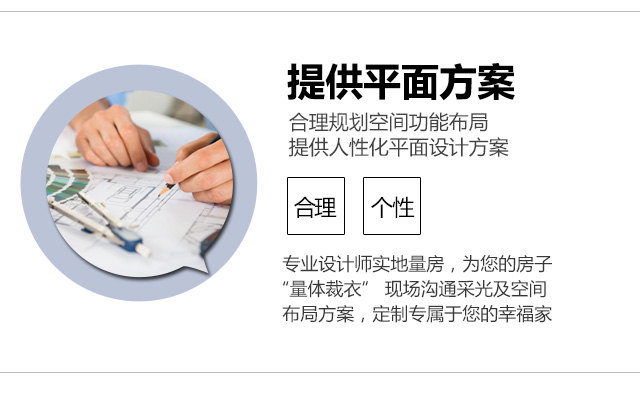 提供平面方案
合理规划空间功能布局
提供人性化平面设计方案
合理 个性
专业设计师实地量房，为您的房子
“量体裁衣” 现场沟通采光及空间
布局方案，定制专属于您的幸福家